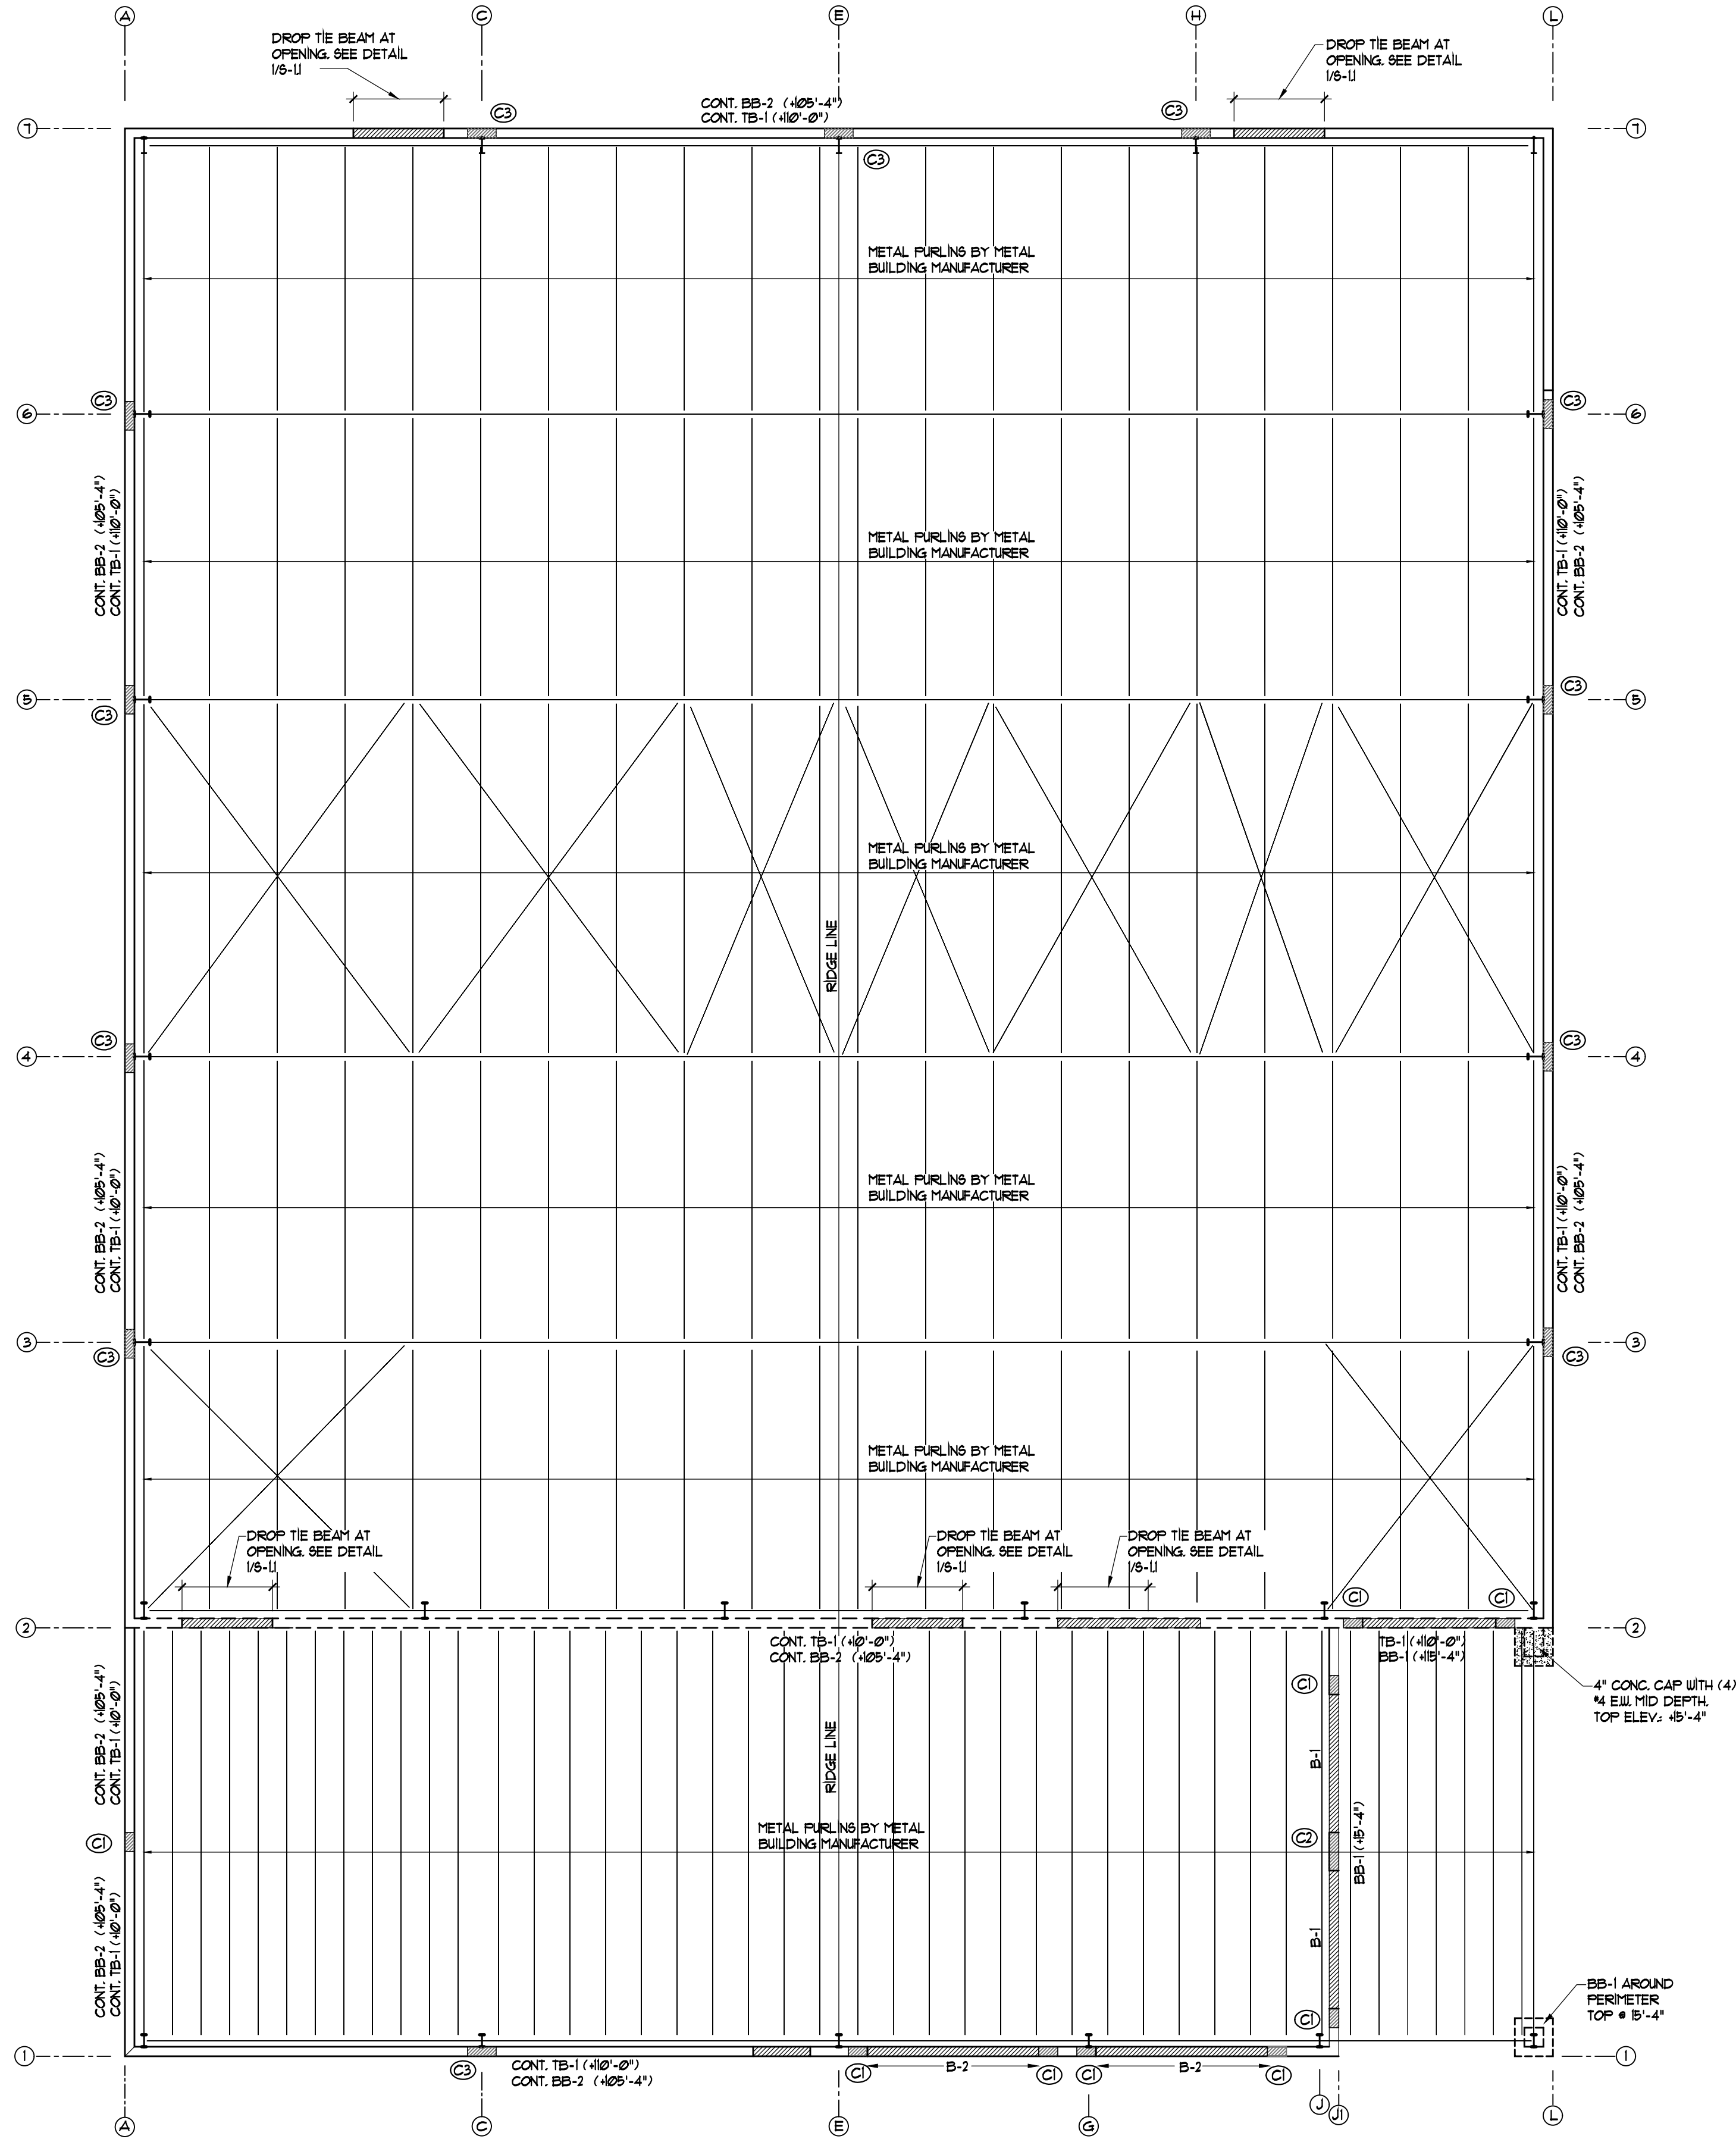 A
C
E
H
L
DROP TIE BEAM AT
OPENING. SEE DETAIL
1/S-1.1
DROP TIE BEAM AT
OPENING. SEE DETAIL
1/S-1.1
C3
CONT. BB-2 (+105'-4")
CONT. TB-1 (+110'-0")
C3
7
7
C3
METAL PURLINS BY METAL
BUILDING MANUFACTURER
C3
C3
6
6
CONT. BB-2 (+105'-4")
CONT. TB-1 (+110'-0")
METAL PURLINS BY METAL
BUILDING MANUFACTURER
CONT. TB-1 (+110'-0")
CONT. BB-2 (+105'-4")
5
C3
C3
5
METAL PURLINS BY METAL
BUILDING MANUFACTURER
RIDGE LINE
C3
C3
4
4
CONT. BB-2 (+105'-4")
CONT. TB-1 (+110'-0")
METAL PURLINS BY METAL
BUILDING MANUFACTURER
CONT. TB-1 (+110'-0")
CONT. BB-2 (+105'-4")
3
C3
C3
3
METAL PURLINS BY METAL
BUILDING MANUFACTURER
DROP TIE BEAM AT
OPENING. SEE DETAIL
1/S-1.1
DROP TIE BEAM AT
OPENING. SEE DETAIL
1/S-1.1
DROP TIE BEAM AT
OPENING. SEE DETAIL
1/S-1.1
C1
C1
2
2
CONT. TB-1 (+110'-0")
CONT. BB-2 (+105'-4")
TB-1 (+110'-0")
BB-1 (+115'-4")
4" CONC. CAP WITH (4)
#4 E.W. MID DEPTH.
TOP ELEV.: +15'-4"
CONT. BB-2 (+105'-4")
CONT. TB-1 (+110'-0")
RIDGE LINE
C1
B-1
C1
METAL PURLINS BY METAL
BUILDING MANUFACTURER
C2
BB-1 (+15'-4")
CONT. BB-2 (+105'-4")
CONT. TB-1 (+110'-0")
B-1
C1
BB-1 AROUND
PERIMETER
TOP @ 15'-4"
1
1
C3
CONT. TB-1 (+110'-0")
CONT. BB-2 (+105'-4")
C1
B-2
C1
C1
B-2
C1
A
C
E
G
J
J1
L